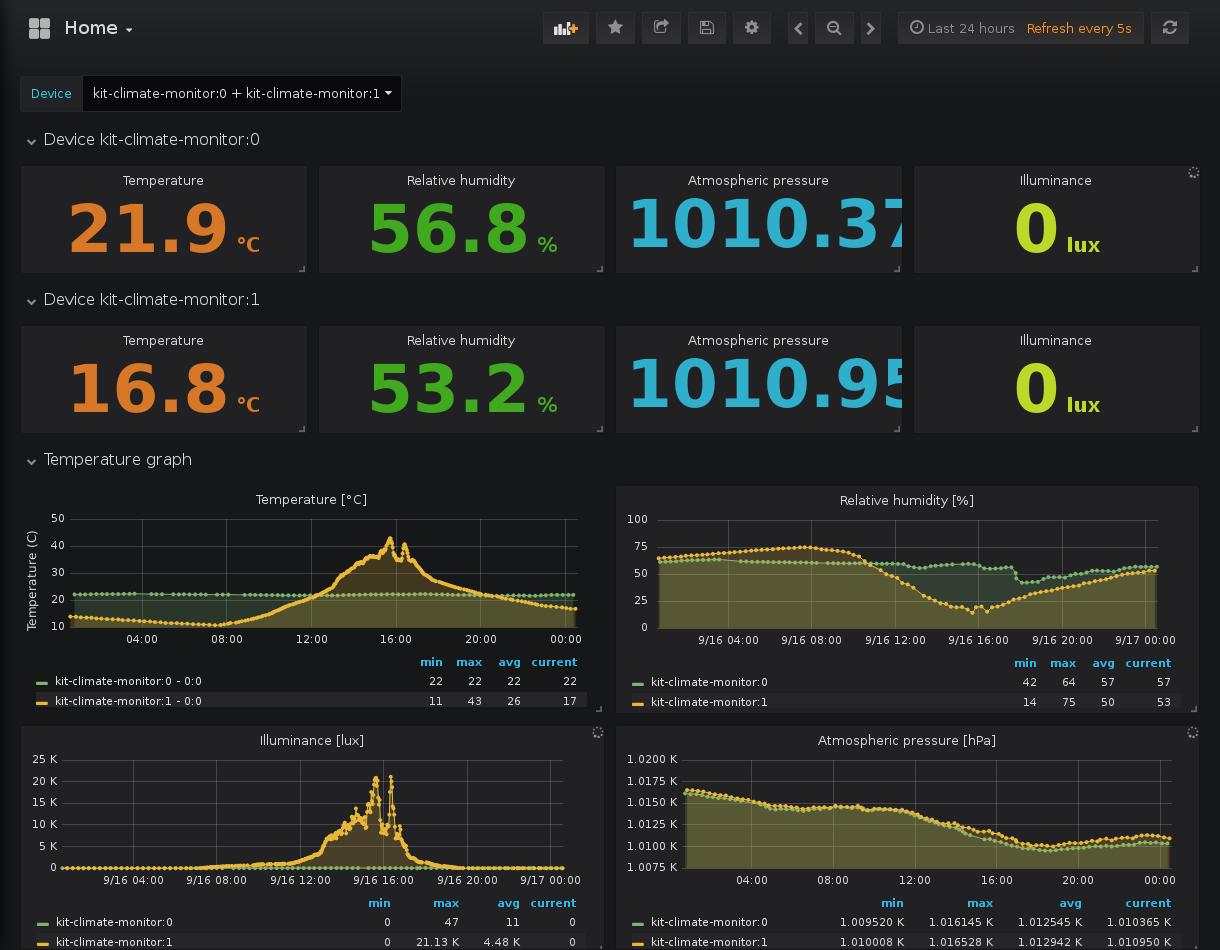 Home
Last 24 hours Refresh every 5s
Device kit-climate-monitor:0 + kit-climate-monitor:1
Device kit-climate-monitor:0
Temperature Relative humidity Atmospheric pressure Illuminance
21.9 °C 56.8 % 1010.37 0 lux
Device kit-climate-monitor:1
Temperature Relative humidity Atmospheric pressure Illuminance
16.8 °C 53.2 % 1010.95 0 lux
Temperature graph
Temperature [°C]
Temperature (C)
50
40
30
20
10
04:00 08:00 12:00 16:00 20:00 00:00
min max avg current
kit-climate-monitor:0 - 0:0 22 22 22 22
kit-climate-monitor:1 - 0:0 11 43 26 17
Relative humidity [%]
100
75
50
25
0
9/16 04:00 9/16 08:00 9/16 12:00 9/16 16:00 9/16 20:00 9/17 00:00
min max avg current
kit-climate-monitor:0 42 64 57 57
kit-climate-monitor:1 14 75 50 53
Illuminance [lux]
25 K
20 K
15 K
10 K
5 K
0
9/16 04:00 9/16 08:00 9/16 12:00 9/16 16:00 9/16 20:00 9/17 00:00
min max avg current
kit-climate-monitor:0 0 47 11 0
kit-climate-monitor:1 0 21.13 K 4.48 K 0
Atmospheric pressure [hPa]
1.0200 K
1.0175 K
1.0150 K
1.0125 K
1.0100 K
1.0075 K
04:00 08:00 12:00 16:00 20:00 00:00
min max avg current
kit-climate-monitor:0 1.009520 K 1.016145 K 1.012545 K 1.010365 K
kit-climate-monitor:1 1.010008 K 1.016528 K 1.012942 K 1.010950 K